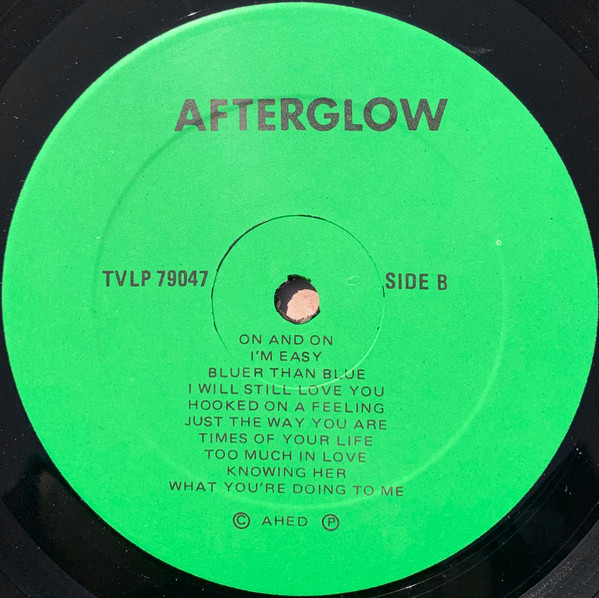 AFTERGLOW
TVLP 79047
SIDE B
ON AND ON
I'M EASY
BLUER THAN BLUE
I WILL STILL LOVE YOU
HOOKED ON A FEELING
JUST THE WAY YOU ARE
TIMES OF YOUR LIFE
TOO MUCH IN LOVE
KNOWING HER
WHAT YOU'RE DOING TO ME
© AHED ℗